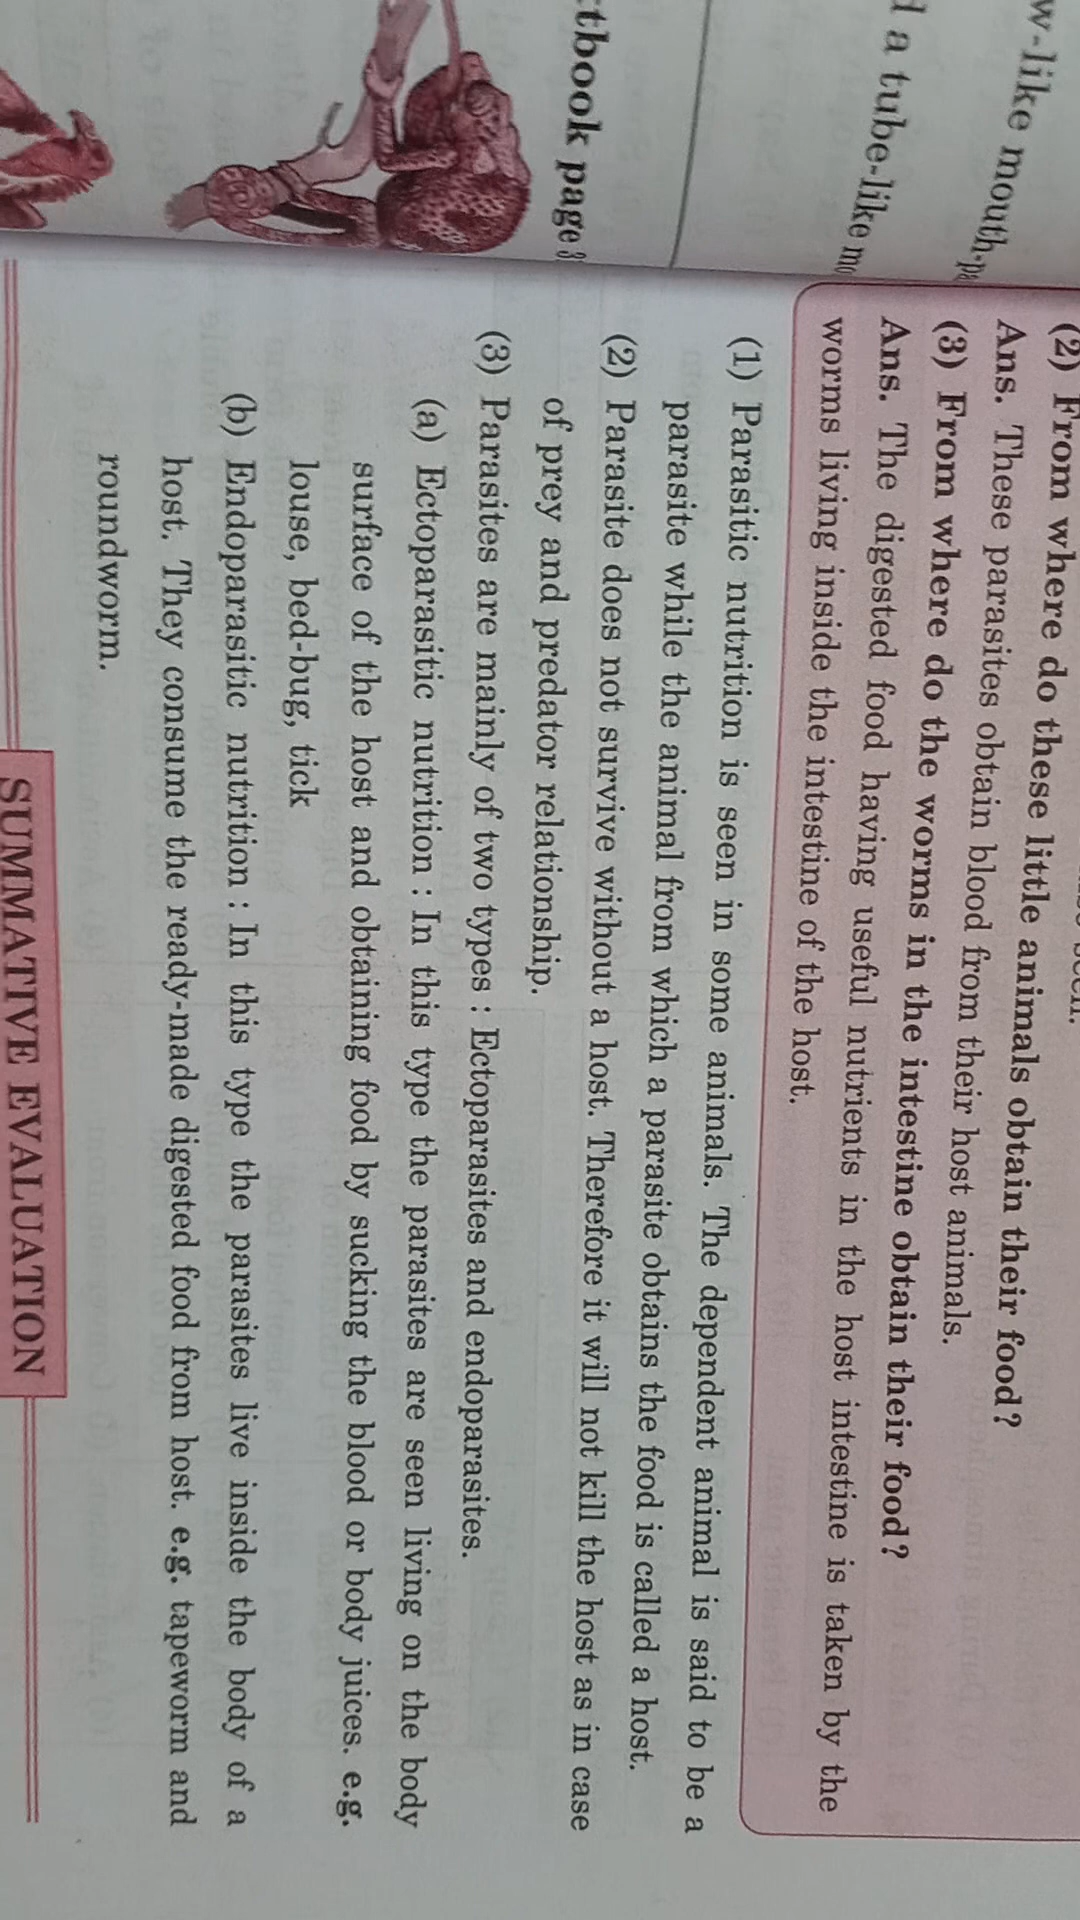 w-like mouth-pa
d a tube-like mo
tbook page 3
(2) From where do these little animals obtain their food?
Ans. These parasites obtain blood from their host animals.
(3) From where do the worms in the intestine obtain their food?
Ans. The digested food having useful nutrients in the host intestine is taken by the
worms living inside the intestine of the host.
(1) Parasitic nutrition is seen in some animals. The dependent animal is said to be a
parasite while the animal from which a parasite obtains the food is called a host.
(2) Parasite does not survive without a host. Therefore it will not kill the host as in case
of prey and predator relationship.
(3) Parasites are mainly of two types : Ectoparasites and endoparasites.
(a) Ectoparasitic nutrition : In this type the parasites are seen living on the body
surface of the host and obtaining food by sucking the blood or body juices. e.g.
louse, bed-bug, tick
(b) Endoparasitic nutrition : In this type the parasites live inside the body of a
host. They consume the ready-made digested food from host. e.g. tapeworm and
roundworm.
SUMMATIVE EVALUATION